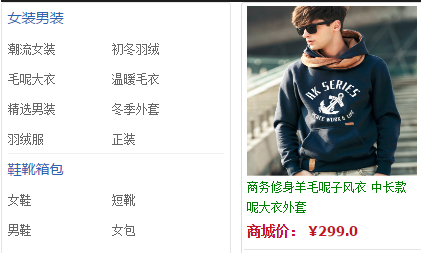 女装男装
潮流女装 初冬羽绒
毛呢大衣 温暖毛衣
精选男装 冬季外套
羽绒服 正装
鞋靴箱包
女鞋 短靴
男鞋 女包
AK SERIES
商务修身羊毛呢子风衣 中长款
呢大衣外套
商城价： ¥299.0